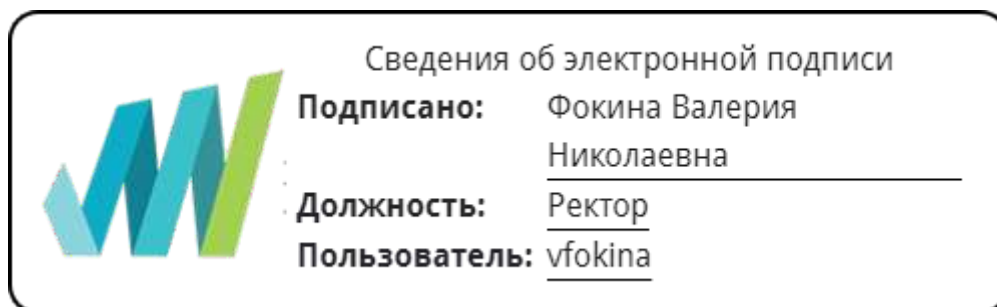 Сведения об электронной подписи
Подписано: Фокина Валерия
Николаевна
Должность: Ректор
Пользователь: vfokina